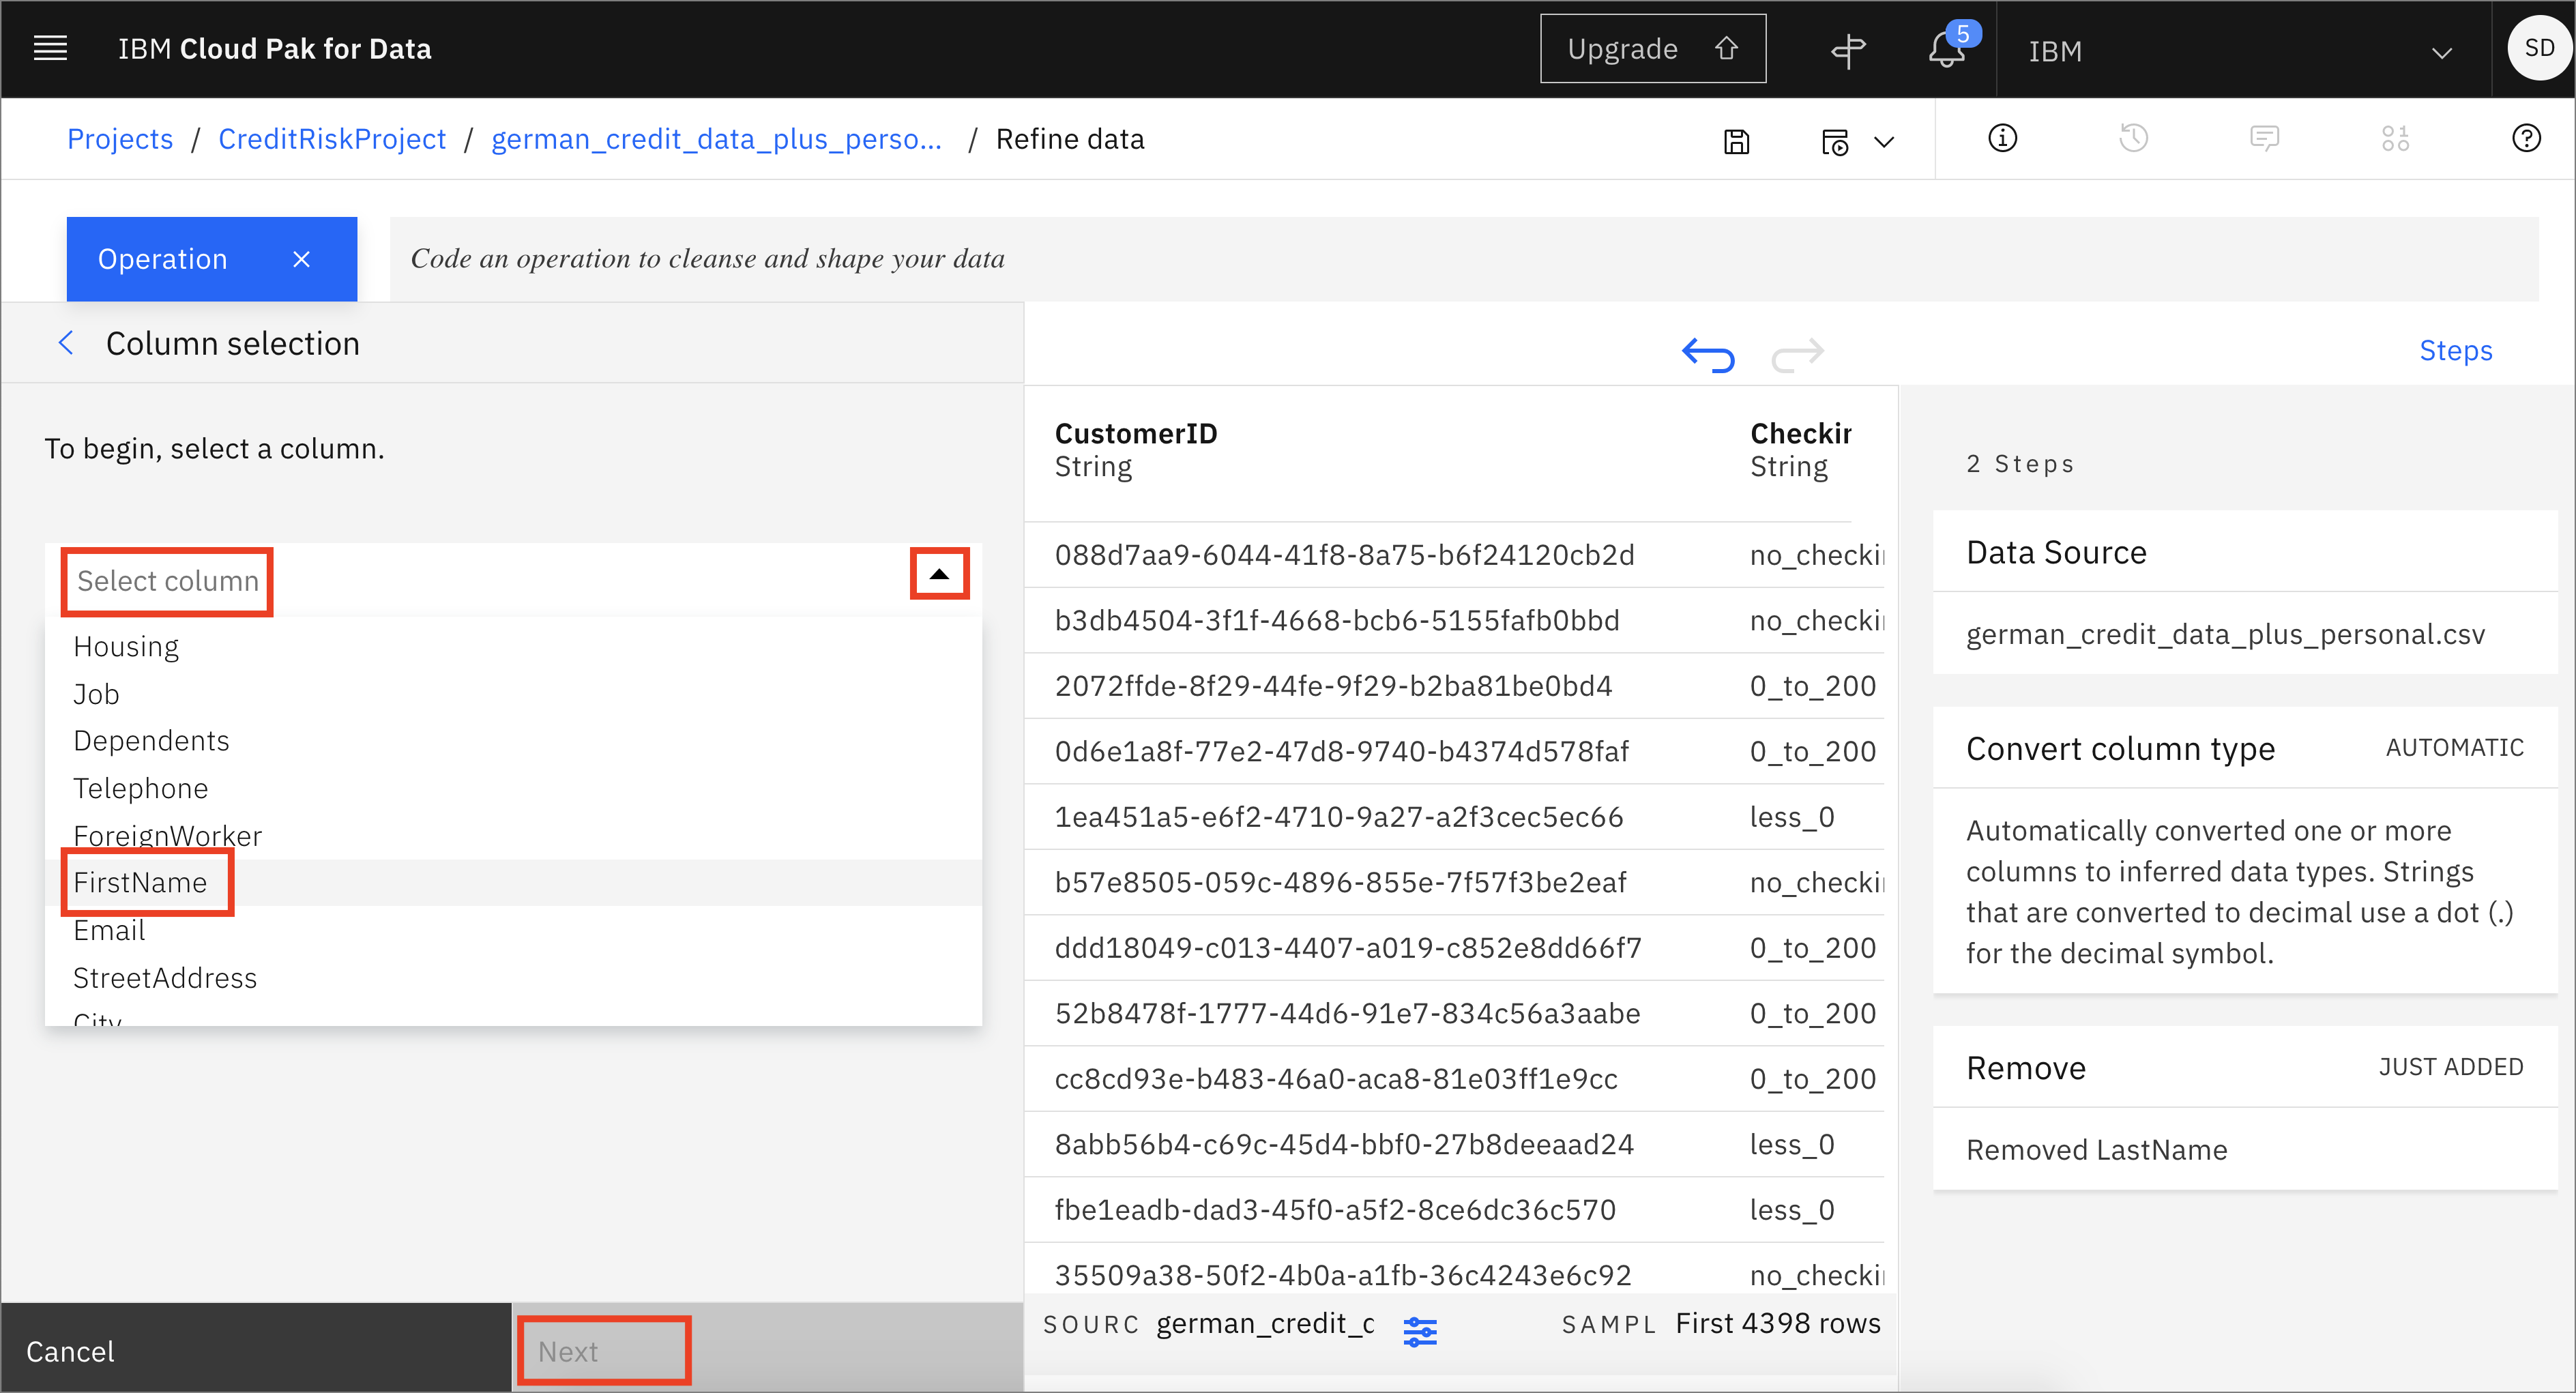 IBM Cloud Pak for Data
Upgrade
5
IBM
SD
Projects / CreditRiskProject / german_credit_data_plus_perso... / Refine data
Operation ×
Code an operation to cleanse and shape your data
Column selection
Steps
To begin, select a column.
Select column
Housing
Job
Dependents
Telephone
ForeignWorker
FirstName
Email
StreetAddress
City
Cancel
Next
CustomerID
String
Checkir
String
088d7aa9-6044-41f8-8a75-b6f24120cb2d no_checkin
b3db4504-3f1f-4668-bcb6-5155fafb0bbd no_checkin
2072ffde-8f29-44fe-9f29-b2ba81be0bd4 0_to_200
0d6e1a8f-77e2-47d8-9740-b4374d578faf 0_to_200
1ea451a5-e6f2-4710-9a27-a2f3cec5ec66 less_0
b57e8505-059c-4896-855e-7f57f3be2eaf no_checkin
ddd18049-c013-4407-a019-c852e8dd66f7 0_to_200
52b8478f-1777-44d6-91e7-834c56a3aabe 0_to_200
cc8cd93e-b483-46a0-aca8-81e03ff1e9cc 0_to_200
8abb56b4-c69c-45d4-bbf0-27b8deeaad24 less_0
fbe1eadb-dad3-45f0-a5f2-8ce6dc36c570 less_0
35509a38-50f2-4b0a-a1fb-36c4243e6c92 no_checkin
SOURC german_credit_c SAMPL First 4398 rows
2 Steps
Data Source
german_credit_data_plus_personal.csv
Convert column type AUTOMATIC
Automatically converted one or more
columns to inferred data types. Strings
that are converted to decimal use a dot (.)
for the decimal symbol.
Remove JUST ADDED
Removed LastName